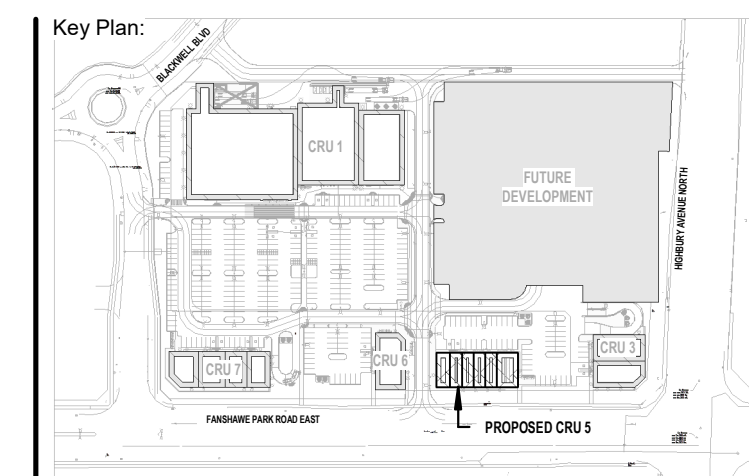 Key Plan:
BLACKWELL BLVD
CRU 1
FUTURE
DEVELOPMENT
HIGHBURY AVENUE NORTH
CRU 7
CRU 6
CRU 3
FANSHAWE PARK ROAD EAST
PROPOSED CRU 5